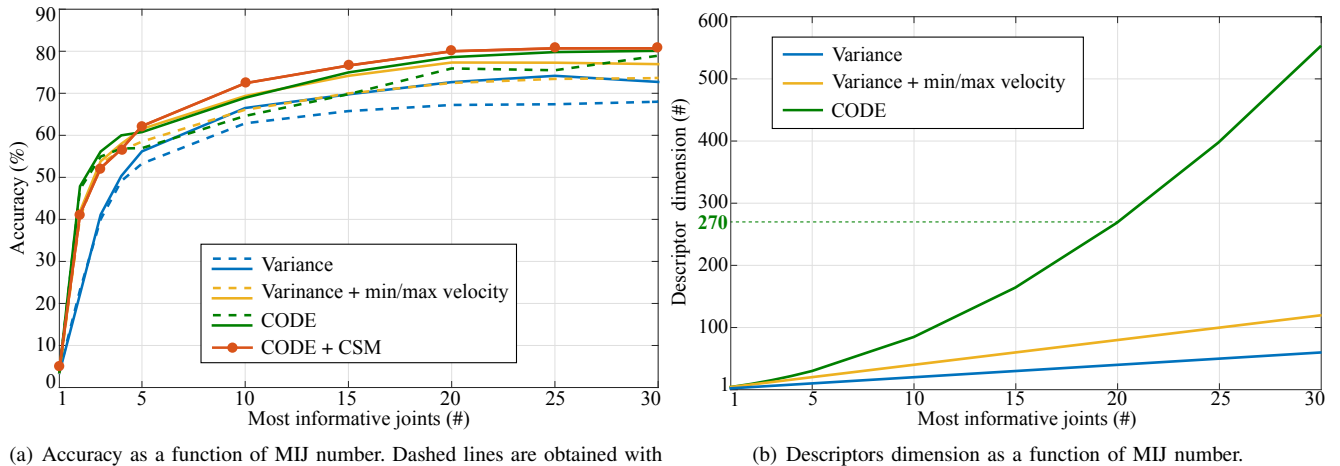 Accuracy (%)
90
80
70
60
50
40
30
20
10
0
Variance
Varinance + min/max velocity
CODE
CODE + CSM
1 5 10 15 20 25 30
Most informative joints (#)
(a) Accuracy as a function of MIJ number. Dashed lines are obtained with
Descriptor dimension (#)
600
500
400
300
270
200
100
1
Variance
Variance + min/max velocity
CODE
1 5 10 15 20 25 30
Most informative joints (#)
(b) Descriptors dimension as a function of MIJ number.